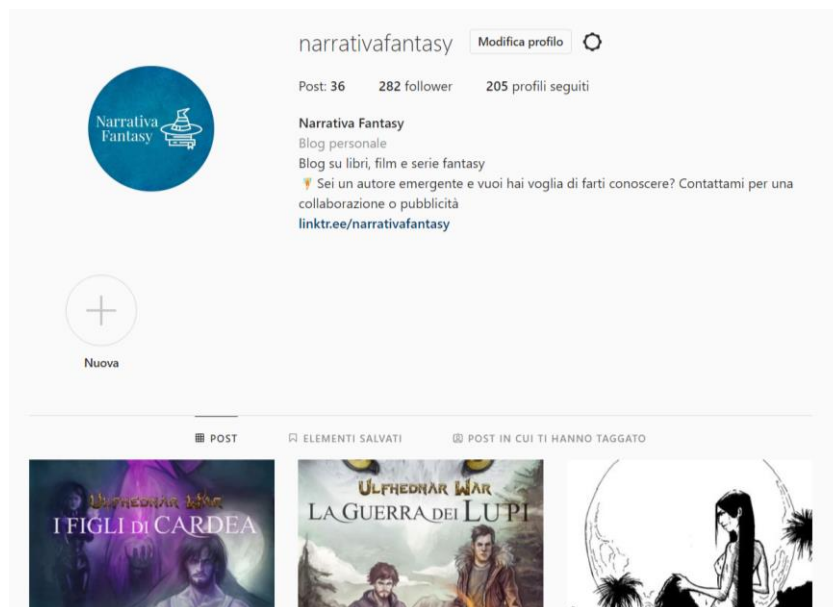 narrativafantasy Modifica profilo
Post: 36 282 follower 205 profili seguiti
Narrativa
Fantasy
Narrativa Fantasy
Blog personale
Blog su libri, film e serie fantasy
Sei un autore emergente e vuoi hai voglia di farti conoscere? Contattami per una
collaborazione o pubblicità
linktr.ee/narrativafantasy
Nuova
POST ELEMENTI SALVATI POST IN CUI TI HANNO TAGGATO
ULFHEDNAR WAR
I FIGLI DI CARDEA
ULFHEDNAR WAR
LA GUERRA DEI LUPI